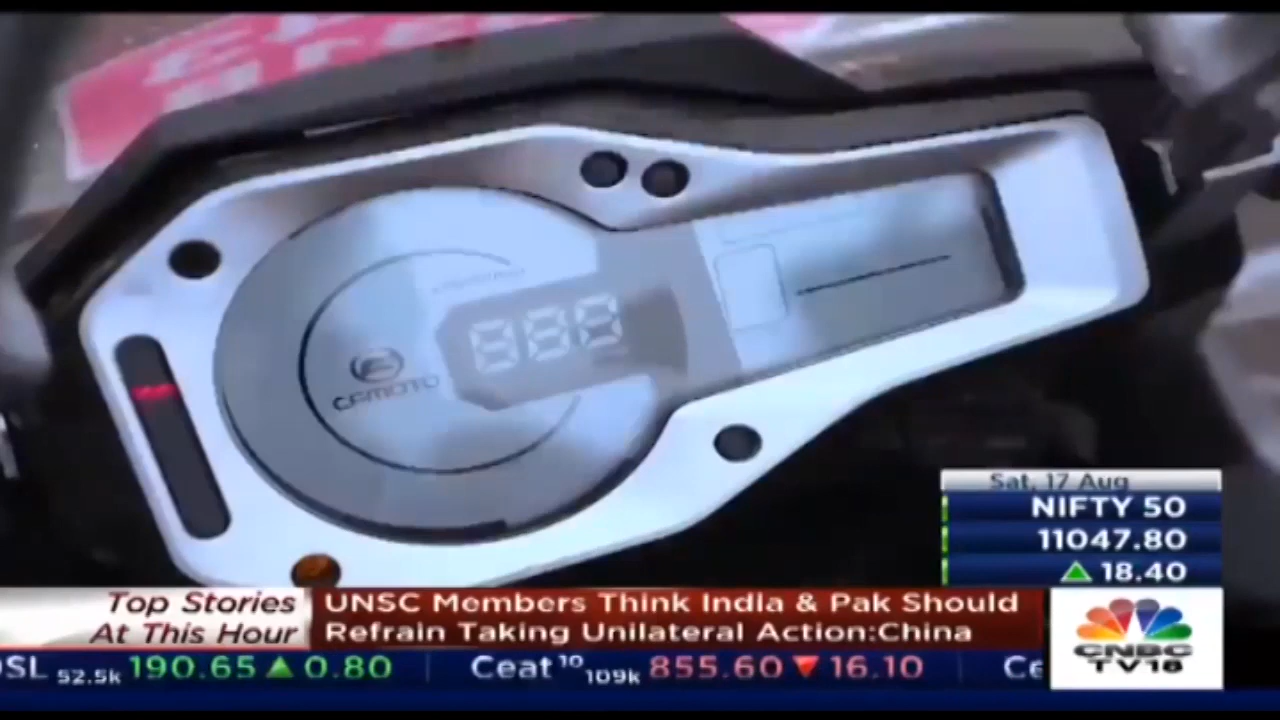 CFMOTO
888
Sat, 17 Aug
NIFTY 50
11047.80
▲ 18.40
Top Stories
At This Hour
UNSC Members Think India & Pak Should
Refrain Taking Unilateral Action:China
SL 52.5k 190.65 ▲ 0.80 Ceat 10 109k 855.60 ▼ 16.10 Ce
CNBC
TV18